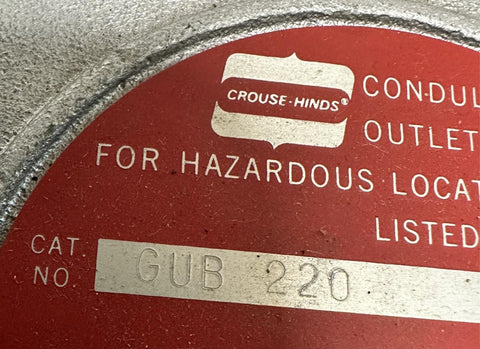 CROUSE-HINDS®
CONDUL
OUTLET
FOR HAZARDOUS LOCAT
LISTED
CAT. NO GUB 220